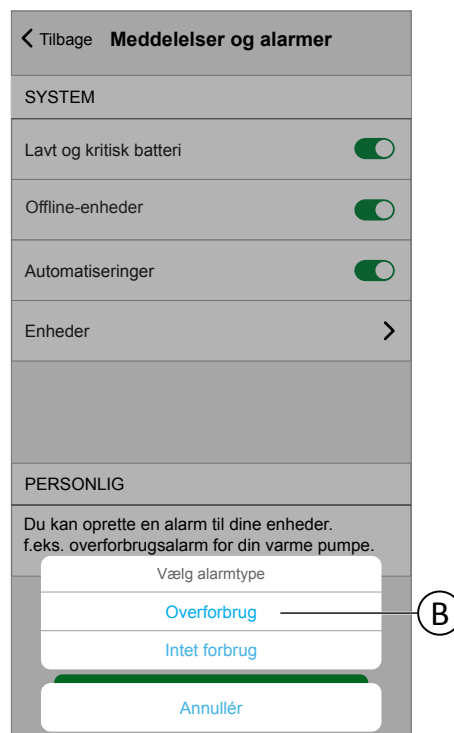 Tilbage Meddelelser og alarmer
SYSTEM
Lavt og kritisk batteri
Offline-enheder
Automatiseringer
Enheder
PERSONLIG
Du kan oprette en alarm til dine enheder.
f.eks. overforbrugsalarm for din varme pumpe.
Vælg alarmtype
Overforbrug
B
Intet forbrug
Annullér